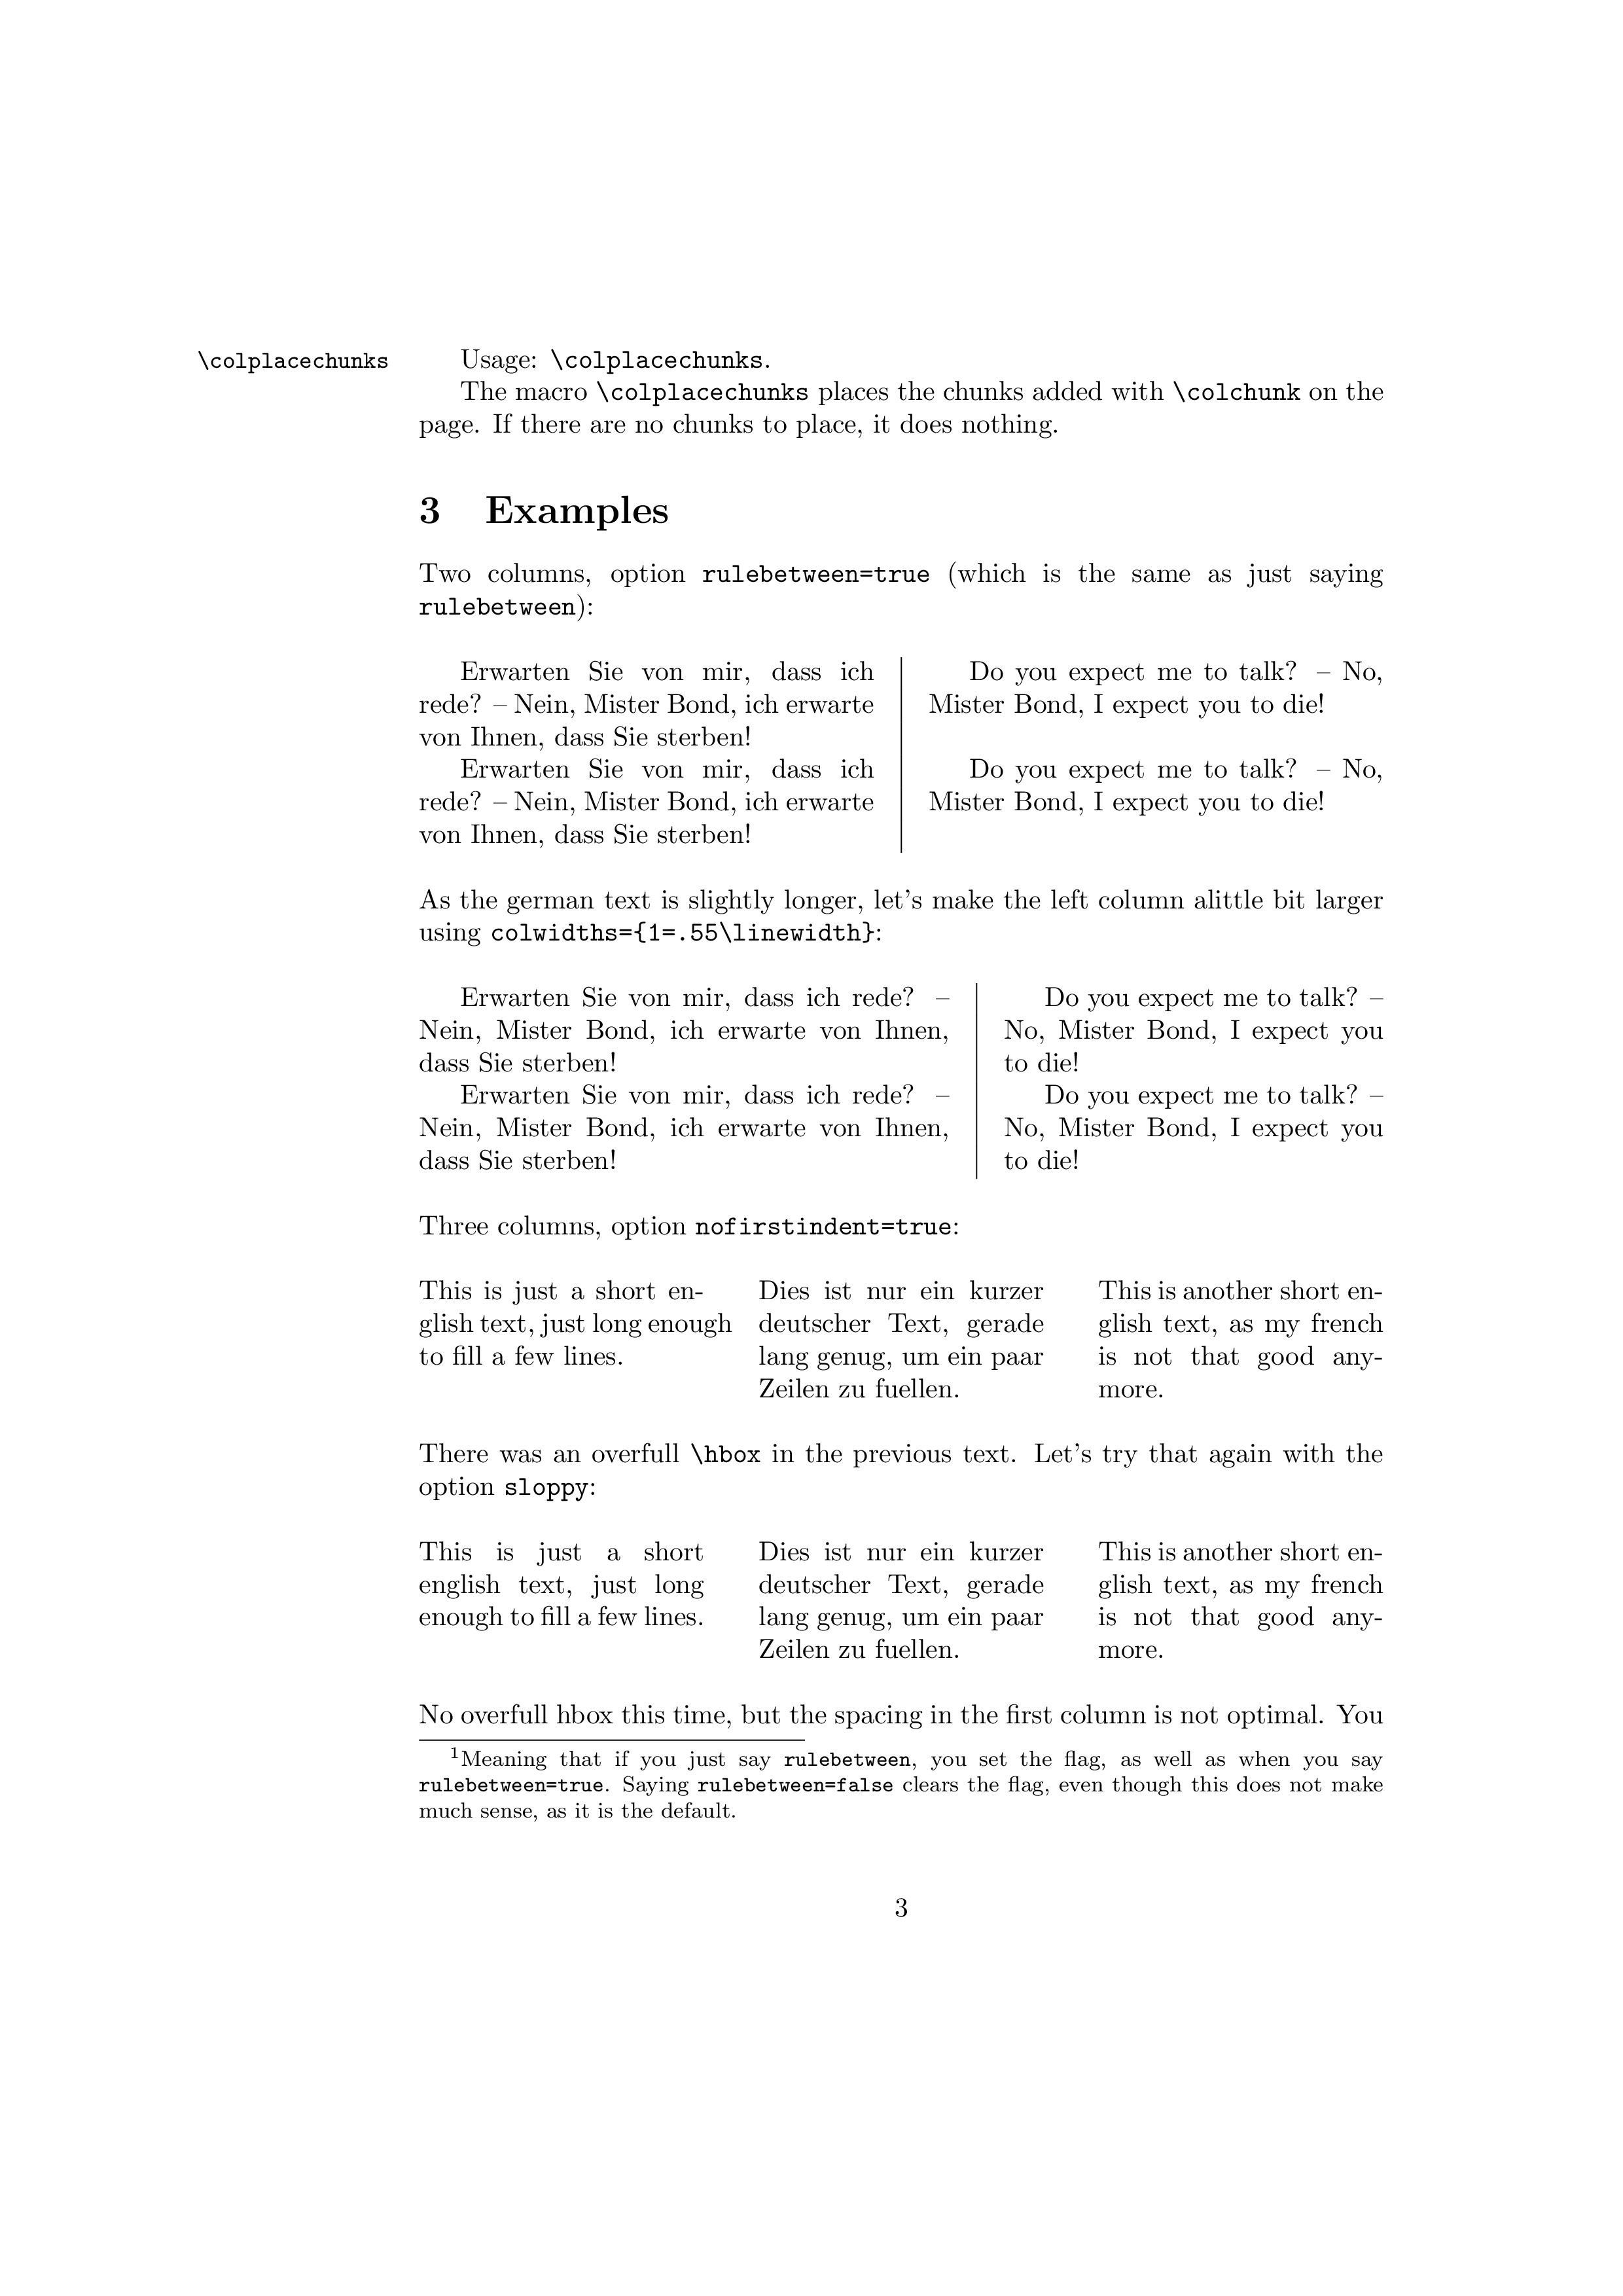 \colplacechunks
Usage: \colplacechunks.
The macro \colplacechunks places the chunks added with \colchunk on the
page. If there are no chunks to place, it does nothing.
3 Examples
Two columns, option rulebetween=true (which is the same as just saying
rulebetween):
Erwarten Sie von mir, dass ich
rede? – Nein, Mister Bond, ich erwarte
von Ihnen, dass Sie sterben!
Erwarten Sie von mir, dass ich
rede? – Nein, Mister Bond, ich erwarte
von Ihnen, dass Sie sterben!
Do you expect me to talk? – No,
Mister Bond, I expect you to die!
Do you expect me to talk? – No,
Mister Bond, I expect you to die!
As the german text is slightly longer, let's make the left column alittle bit larger
using colwidths={1=.55\linewidth}:
Erwarten Sie von mir, dass ich rede? –
Nein, Mister Bond, ich erwarte von Ihnen,
dass Sie sterben!
Erwarten Sie von mir, dass ich rede? –
Nein, Mister Bond, ich erwarte von Ihnen,
dass Sie sterben!
Do you expect me to talk? –
No, Mister Bond, I expect you
to die!
Do you expect me to talk? –
No, Mister Bond, I expect you
to die!
Three columns, option nofirstindent=true:
This is just a short en-
glish text, just long enough
to fill a few lines.
Dies ist nur ein kurzer
deutscher Text, gerade
lang genug, um ein paar
Zeilen zu fuellen.
This is another short en-
glish text, as my french
is not that good any-
more.
There was an overfull \hbox in the previous text. Let's try that again with the
option sloppy:
This is just a short
english text, just long
enough to fill a few lines.
Dies ist nur ein kurzer
deutscher Text, gerade
lang genug, um ein paar
Zeilen zu fuellen.
This is another short en-
glish text, as my french
is not that good any-
more.
No overfull hbox this time, but the spacing in the first column is not optimal. You
1Meaning that if you just say rulebetween, you set the flag, as well as when you say
rulebetween=true. Saying rulebetween=false clears the flag, even though this does not make
much sense, as it is the default.
3